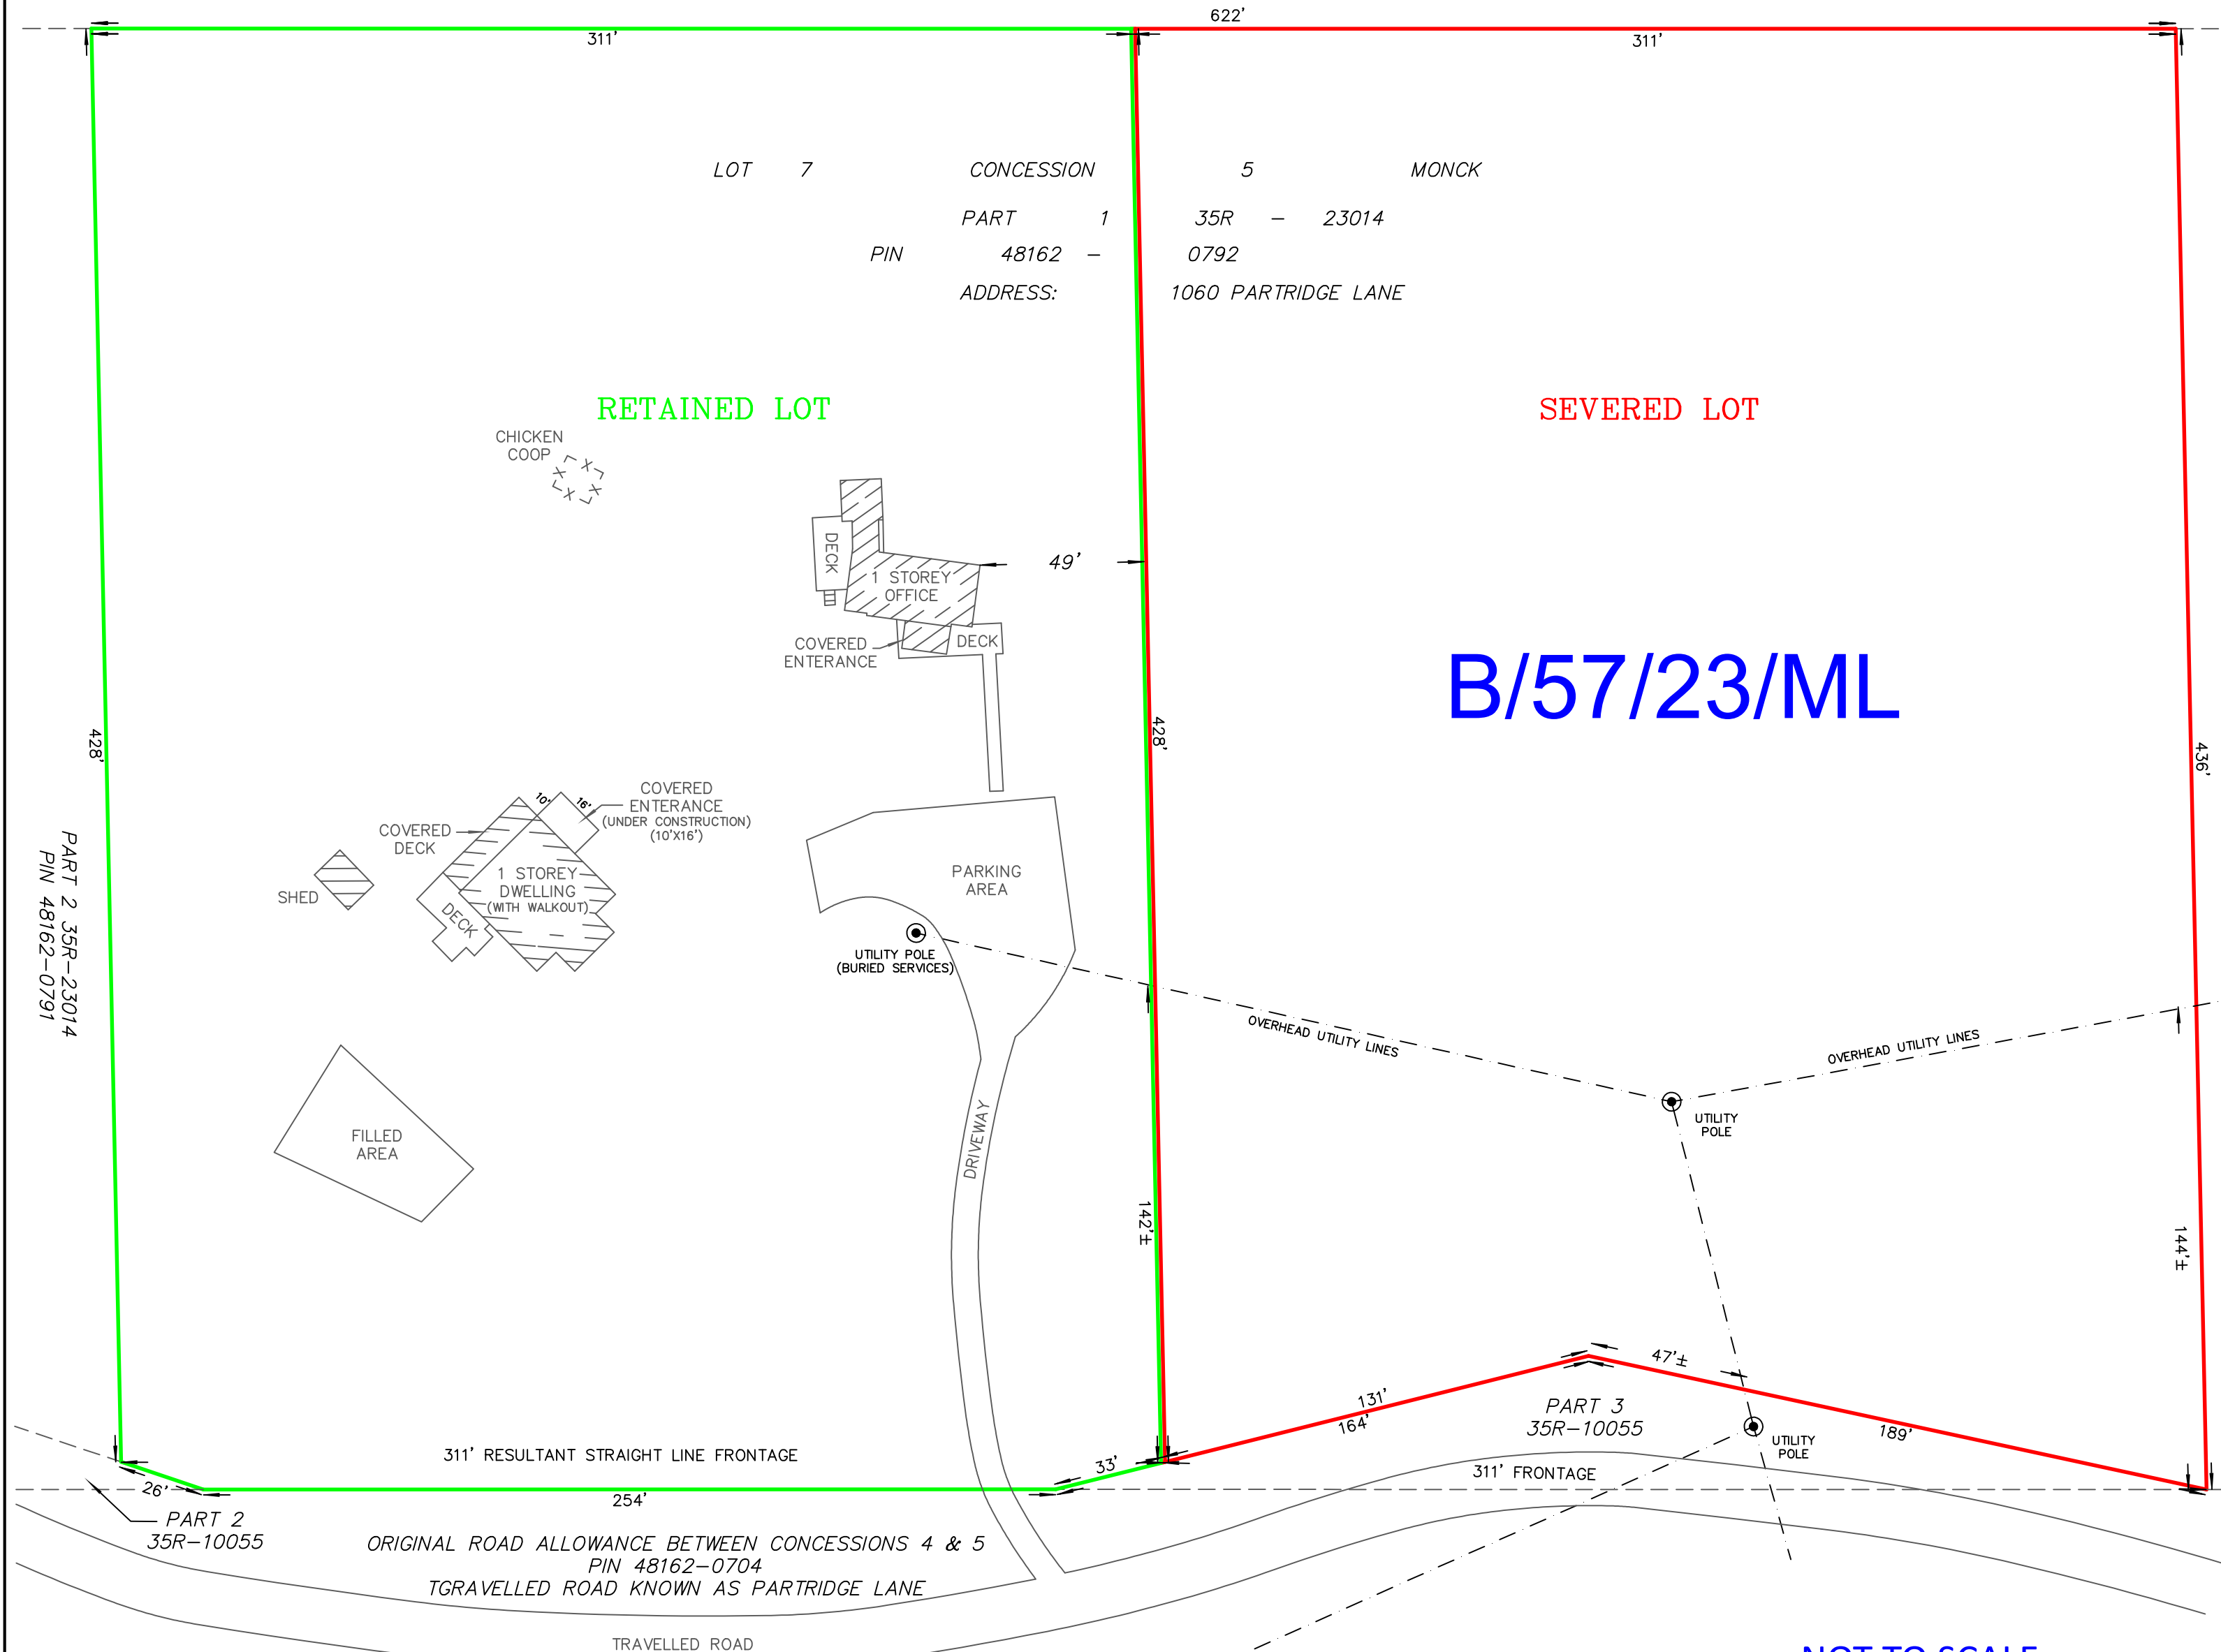 622'
311'
311'
LOT 7 CONCESSION 5 MONCK
PART 1 35R - 23014
PIN 48162 - 0792
ADDRESS: 1060 PARTRIDGE LANE
RETAINED LOT
SEVERED LOT
CHICKEN
COOP
DECK
1 STOREY
OFFICE
49'
COVERED
ENTERANCE
DECK
B/57/23/ML
428'
428'
436'
PART 2 35R-23014
PIN 48162-0791
COVERED
ENTERANCE
(UNDER CONSTRUCTION)
(10'X16')
10'
16'
COVERED
DECK
1 STOREY
DWELLING
(WITH WALKOUT)
DECK
SHED
PARKING
AREA
UTILITY POLE
(BURIED SERVICES)
OVERHEAD UTILITY LINES
OVERHEAD UTILITY LINES
UTILITY
POLE
FILLED
AREA
DRIVEWAY
142'±
144'±
47'±
131'
164'
PART 3
35R-10055
189'
UTILITY
POLE
311' RESULTANT STRAIGHT LINE FRONTAGE
33'
311' FRONTAGE
26'
254'
PART 2
35R-10055
ORIGINAL ROAD ALLOWANCE BETWEEN CONCESSIONS 4 & 5
PIN 48162-0704
TGRAVELLED ROAD KNOWN AS PARTRIDGE LANE
TRAVELLED ROAD
NOT TO SCALE